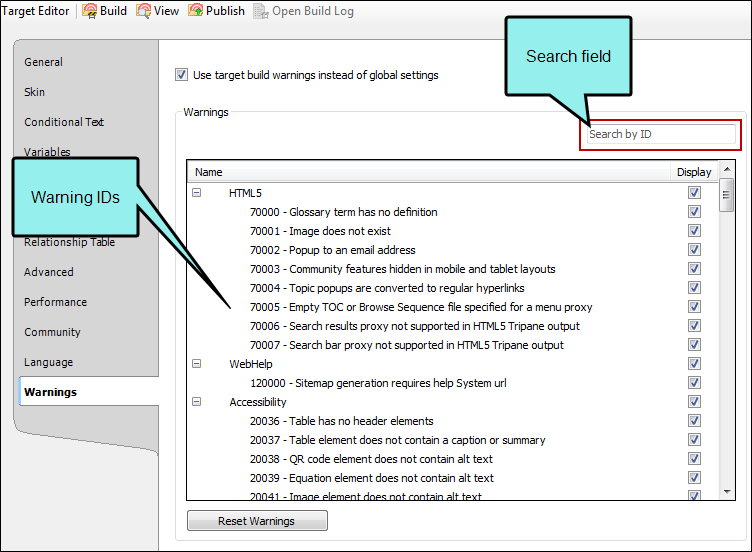 Target Editor Build View Publish Open Build Log
Search field
General
Use target build warnings instead of global settings
Skin
Warnings
Conditional Text
Search by ID
Variables
Name Display
Warning IDs
HTML5
70000 - Glossary term has no definition
70001 - Image does not exist
Relationship Table
70002 - Popup to an email address
Advanced
70003 - Community features hidden in mobile and tablet layouts
70004 - Topic popups are converted to regular hyperlinks
Performance
70005 - Empty TOC or Browse Sequence file specified for a menu proxy
70006 - Search results proxy not supported in HTML5 Tripane output
Community
70007 - Search bar proxy not supported in HTML5 Tripane output
Language
WebHelp
120000 - Sitemap generation requires help System url
Warnings
Accessibility
20036 - Table has no header elements
20037 - Table element does not contain a caption or summary
20038 - QR code element does not contain alt text
20039 - Equation element does not contain alt text
20041 - Image element does not contain alt text
Reset Warnings